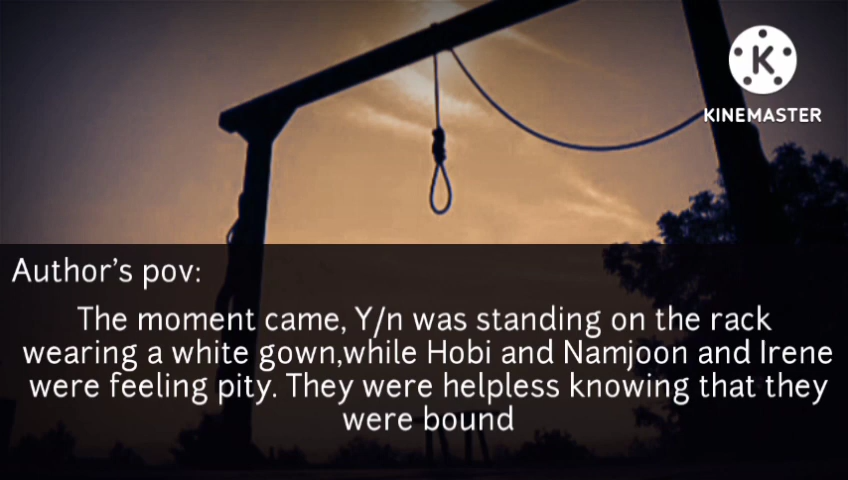 KINEMASTER
Author's pov:
The moment came, Y/n was standing on the rack
wearing a white gown,while Hobi and Namjoon and Irene
were feeling pity. They were helpless knowing that they
were bound